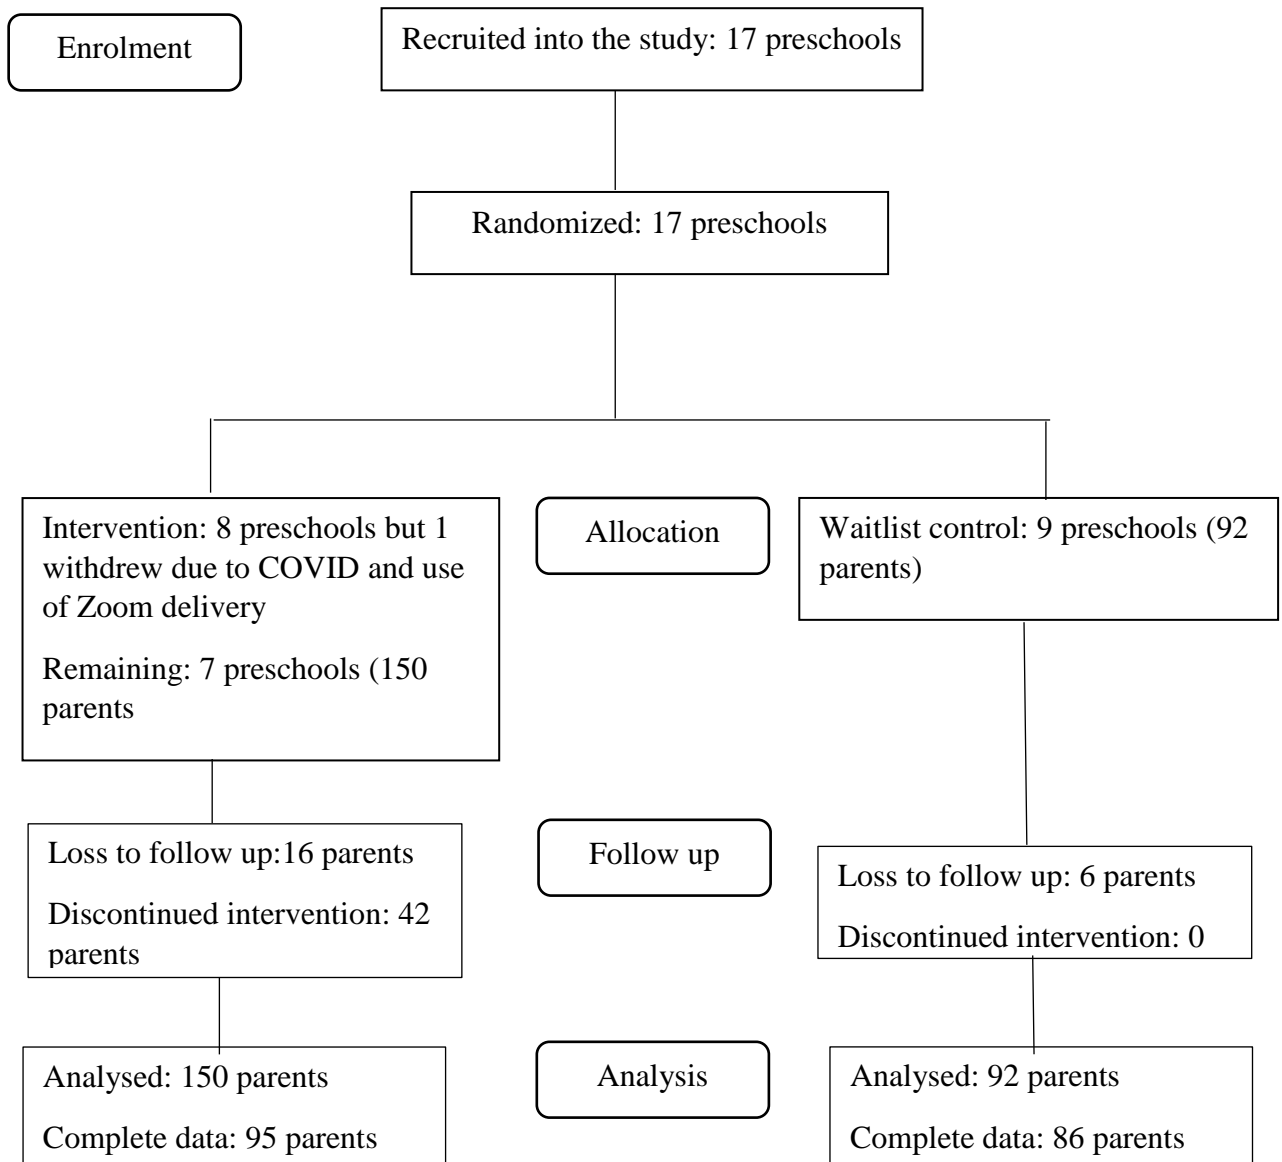 Enrolment
Recruited into the study: 17 preschools
Randomized: 17 preschools
Intervention: 8 preschools but 1
withdrew due to COVID and use
of Zoom delivery
Remaining: 7 preschools (150
parents
Allocation
Waitlist control: 9 preschools (92
parents)
Loss to follow up:16 parents
Discontinued intervention: 42
parents
Follow up
Loss to follow up: 6 parents
Discontinued intervention: 0
Analysed: 150 parents
Complete data: 95 parents
Analysis
Analysed: 92 parents
Complete data: 86 parents